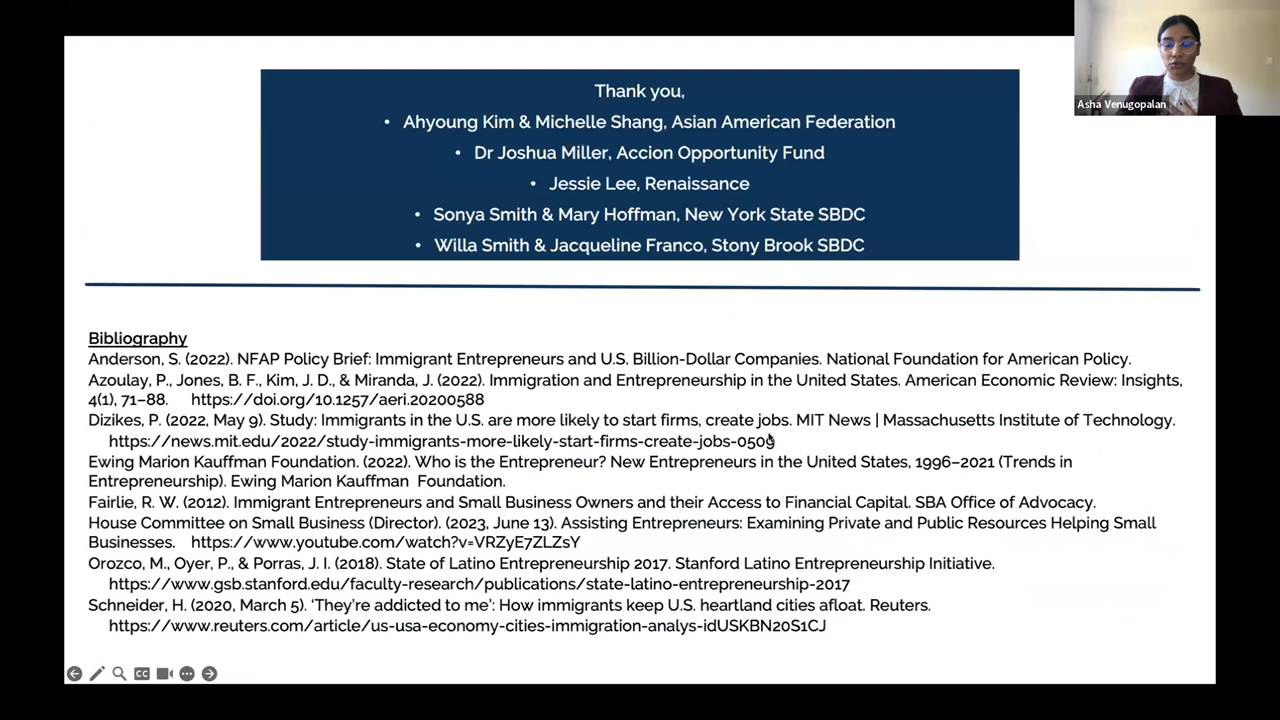 Thank you,
• Ahyoung Kim & Michelle Shang, Asian American Federation
• Dr Joshua Miller, Accion Opportunity Fund
• Jessie Lee, Renaissance
• Sonya Smith & Mary Hoffman, New York State SBDC
• Willa Smith & Jacqueline Franco, Stony Brook SBDC
Asha Venugopalan
Bibliography
Anderson, S. (2022). NFAP Policy Brief: Immigrant Entrepreneurs and U.S. Billion-Dollar Companies. National Foundation for American Policy.
Azoulay, P., Jones, B. F., Kim, J. D., & Miranda, J. (2022). Immigration and Entrepreneurship in the United States. American Economic Review: Insights,
4(1), 71–88. https://doi.org/10.1257/aeri.20200588
Dizikes, P. (2022, May 9). Study: Immigrants in the U.S. are more likely to start firms, create jobs. MIT News | Massachusetts Institute of Technology.
https://news.mit.edu/2022/study-immigrants-more-likely-start-firms-create-jobs-0509
Ewing Marion Kauffman Foundation. (2022). Who is the Entrepreneur? New Entrepreneurs in the United States, 1996–2021 (Trends in
Entrepreneurship). Ewing Marion Kauffman Foundation.
Fairlie, R. W. (2012). Immigrant Entrepreneurs and Small Business Owners and their Access to Financial Capital. SBA Office of Advocacy.
House Committee on Small Business (Director). (2023, June 13). Assisting Entrepreneurs: Examining Private and Public Resources Helping Small
Businesses. https://www.youtube.com/watch?v=VRZyE7ZLZsY
Orozco, M., Oyer, P., & Porras, J. I. (2018). State of Latino Entrepreneurship 2017. Stanford Latino Entrepreneurship Initiative.
https://www.gsb.stanford.edu/faculty-research/publications/state-latino-entrepreneurship-2017
Schneider, H. (2020, March 5). ‘They’re addicted to me’: How immigrants keep U.S. heartland cities afloat. Reuters.
https://www.reuters.com/article/us-usa-economy-cities-immigration-analys-idUSKBN20S1CJ
CC